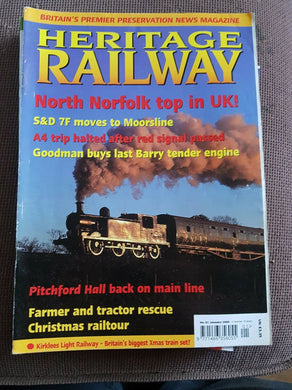 BRITAIN'S PREMIER PRESERVATION NEWS MAGAZINE
HERITAGE
RAILWAY
North Norfolk top in UK!
S&D 7F moves to Moorsline
A4 trip halted after red signal passed
Goodman buys last Barry tender engine
Pitchford Hall back on main line
Farmer and tractor rescue
Christmas railtour
Kirklees Light Railway - Britain's biggest Xmas train set?